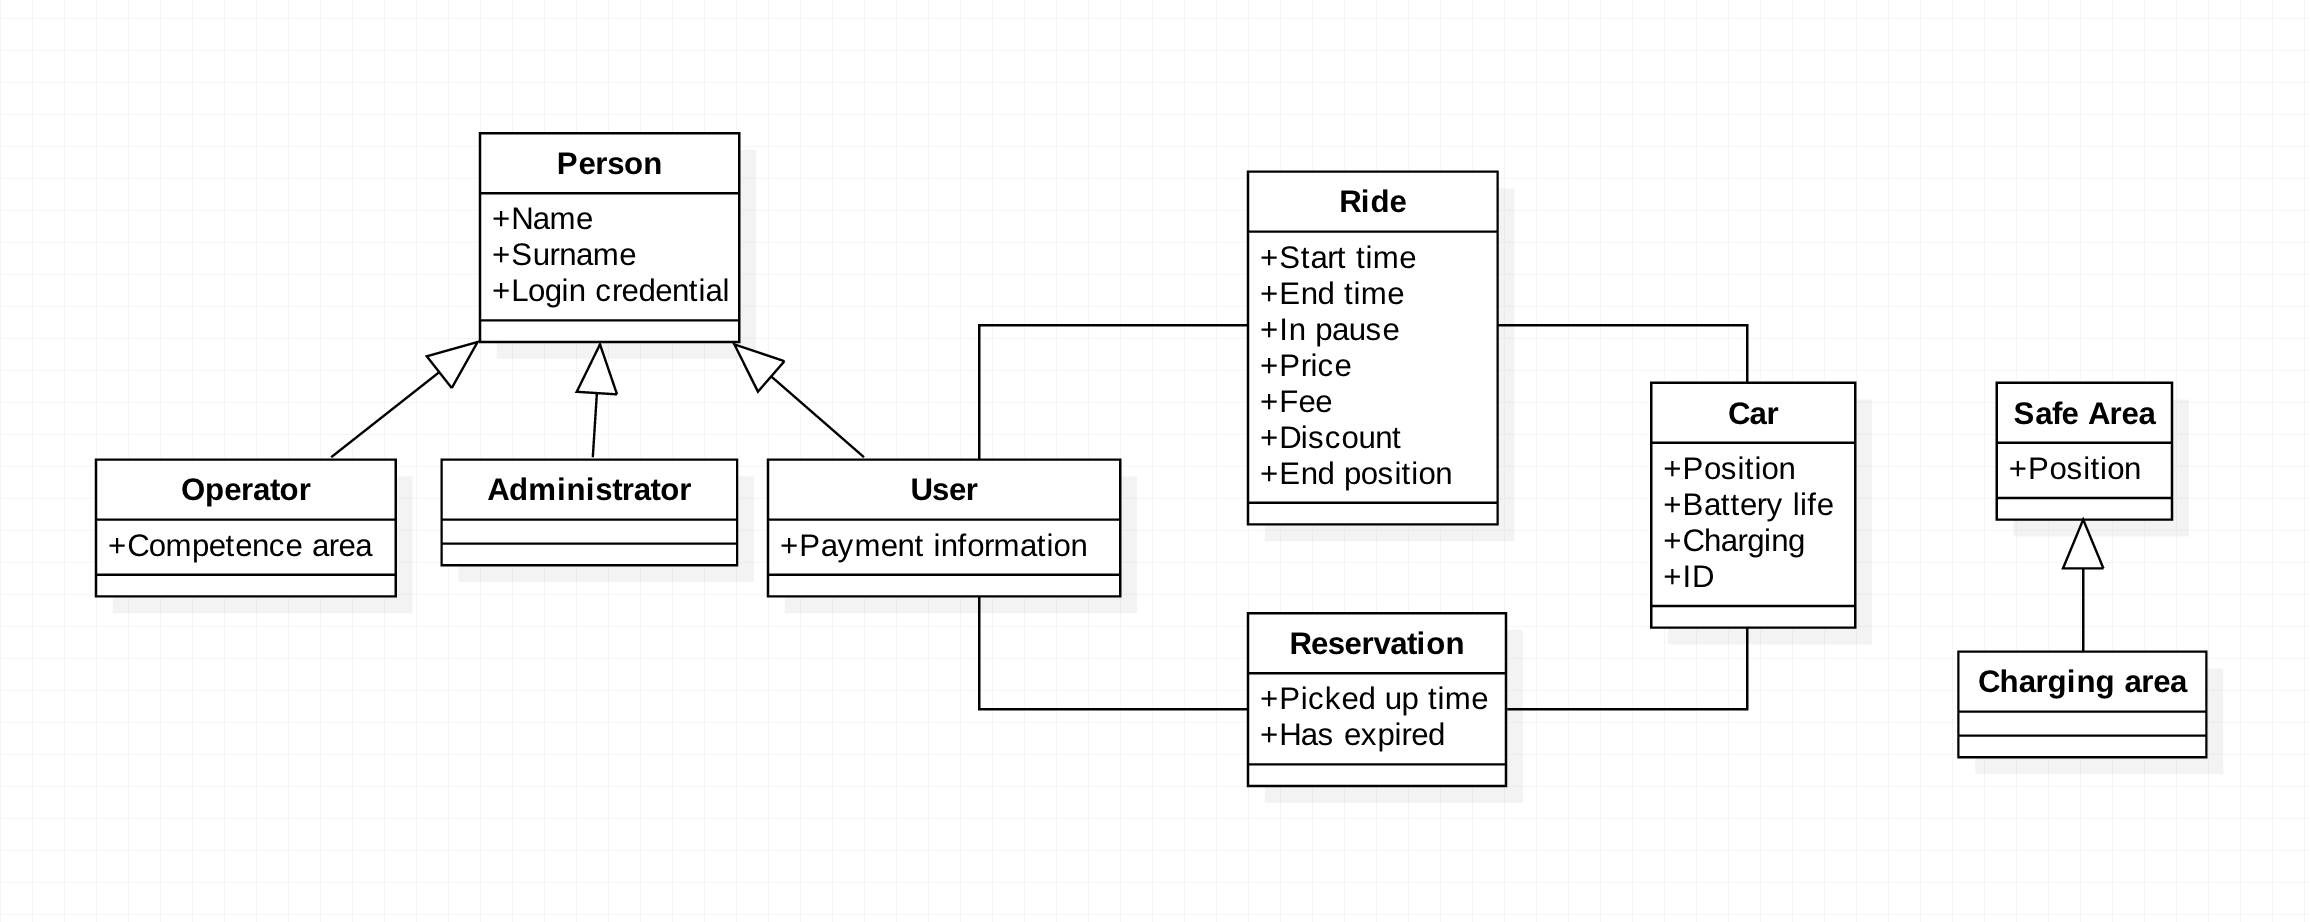 Person
+Name
+Surname
+Login credential
Operator
+Competence area
Administrator
User
+Payment information
Ride
+Start time
+End time
+In pause
+Price
+Fee
+Discount
+End position
Reservation
+Picked up time
+Has expired
Car
+Position
+Battery life
+Charging
+ID
Safe Area
+Position
Charging area